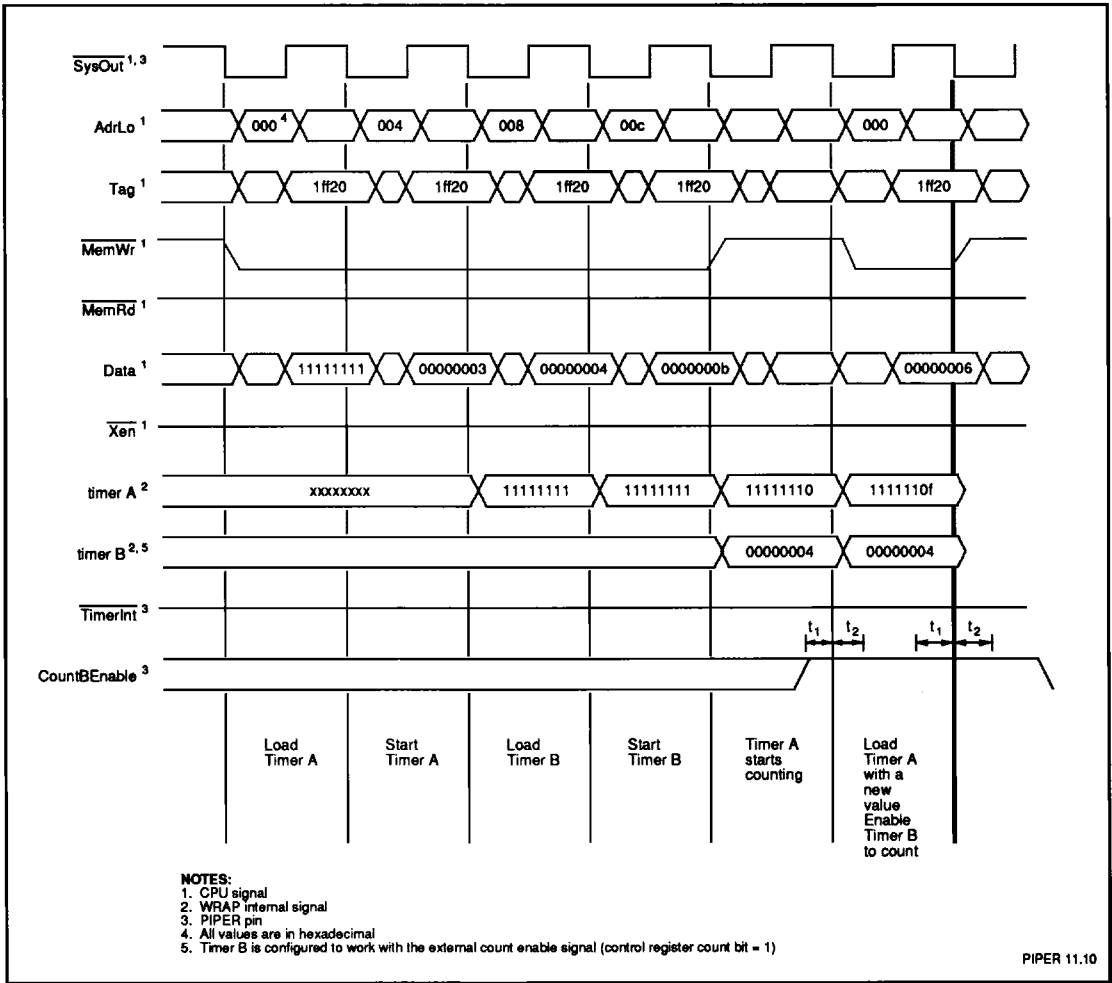 SysOut 1, 3
AdrLo 1
000 4
004
008
00c
000
Tag 1
1ff20
1ff20
1ff20
1ff20
1ff20
MemWr 1
MemRd 1
Data 1
11111111
00000003
00000004
0000000b
00000006
Xen 1
timer A 2
xxxxxxxx
11111111
11111111
11111110
1111110f
timer B 2, 5
00000004
00000004
TimerInt 3
t1
t2
t1
t2
CountBEnable 3
Load
Timer A
Start
Timer A
Load
Timer B
Start
Timer B
Timer A
starts
counting
Load
Timer A
with a
new
value
Enable
Timer B
to count
NOTES:
1. CPU signal
2. WRAP internal signal
3. PIPER pin
4. All values are in hexadecimal
5. Timer B is configured to work with the external count enable signal (control register count bit = 1)
PIPER 11.10